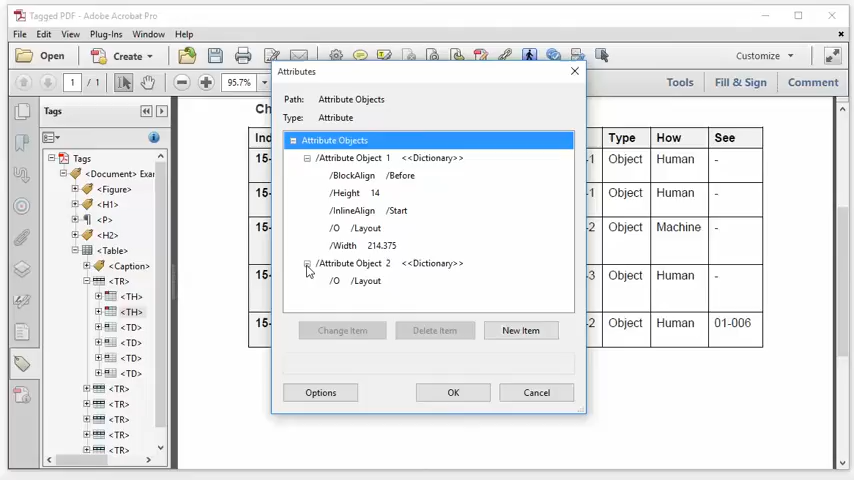 Tagged PDF - Adobe Acrobat Pro
File Edit View Plug-Ins Window Help
Open Create Customize
1 / 1 95.7% Tools Fill & Sign Comment
Tags
Tags
<Document> Exar
<Figure>
<H1>
<P>
<H2>
<Table>
<Caption>
<TR>
<TH>
<TH>
<TD>
<TD>
<TD>
<TD>
<TR>
<TR>
<TR>
<TR>
<TR>
Attributes
Path: Attribute Objects
Type: Attribute
Attribute Objects
/Attribute Object 1 <<Dictionary>>
/BlockAlign /Before
/Height 14
/InlineAlign /Start
/O /Layout
/Width 214.375
/Attribute Object 2 <<Dictionary>>
/O /Layout
Change Item Delete Item New Item
Options OK Cancel
Ch
Ind Type How See
15- -1 Object Human -
15- -1 Object Human -
15- -2 Object Machine -
15- -3 Object Human -
15- -2 Object Human 01-006